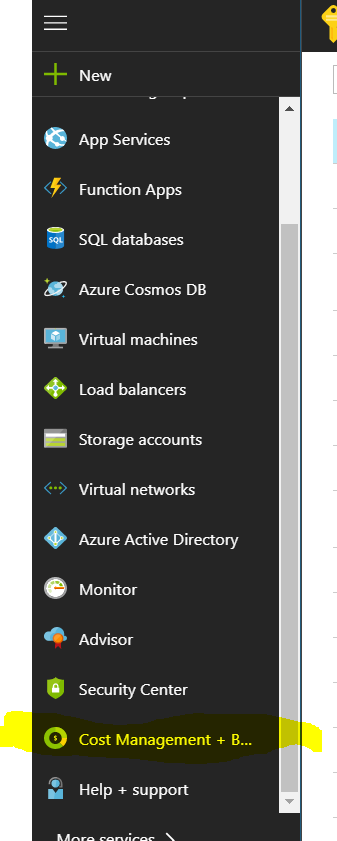 New
App Services
Function Apps
SQL databases
Azure Cosmos DB
Virtual machines
Load balancers
Storage accounts
Virtual networks
Azure Active Directory
Monitor
Advisor
Security Center
Cost Management + B...
Help + support
More services